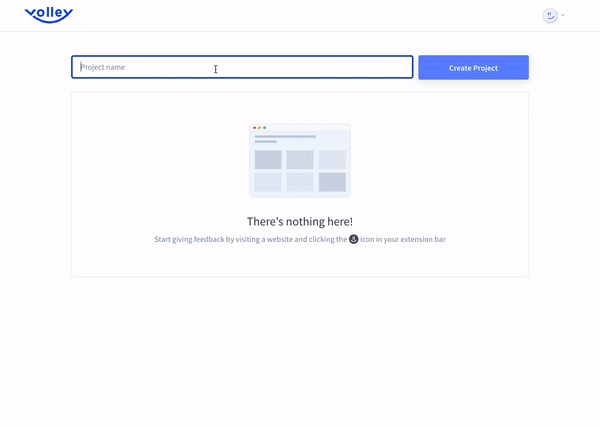 volley
Project name
Create Project
There's nothing here!
Start giving feedback by visiting a website and clicking the icon in your extension bar